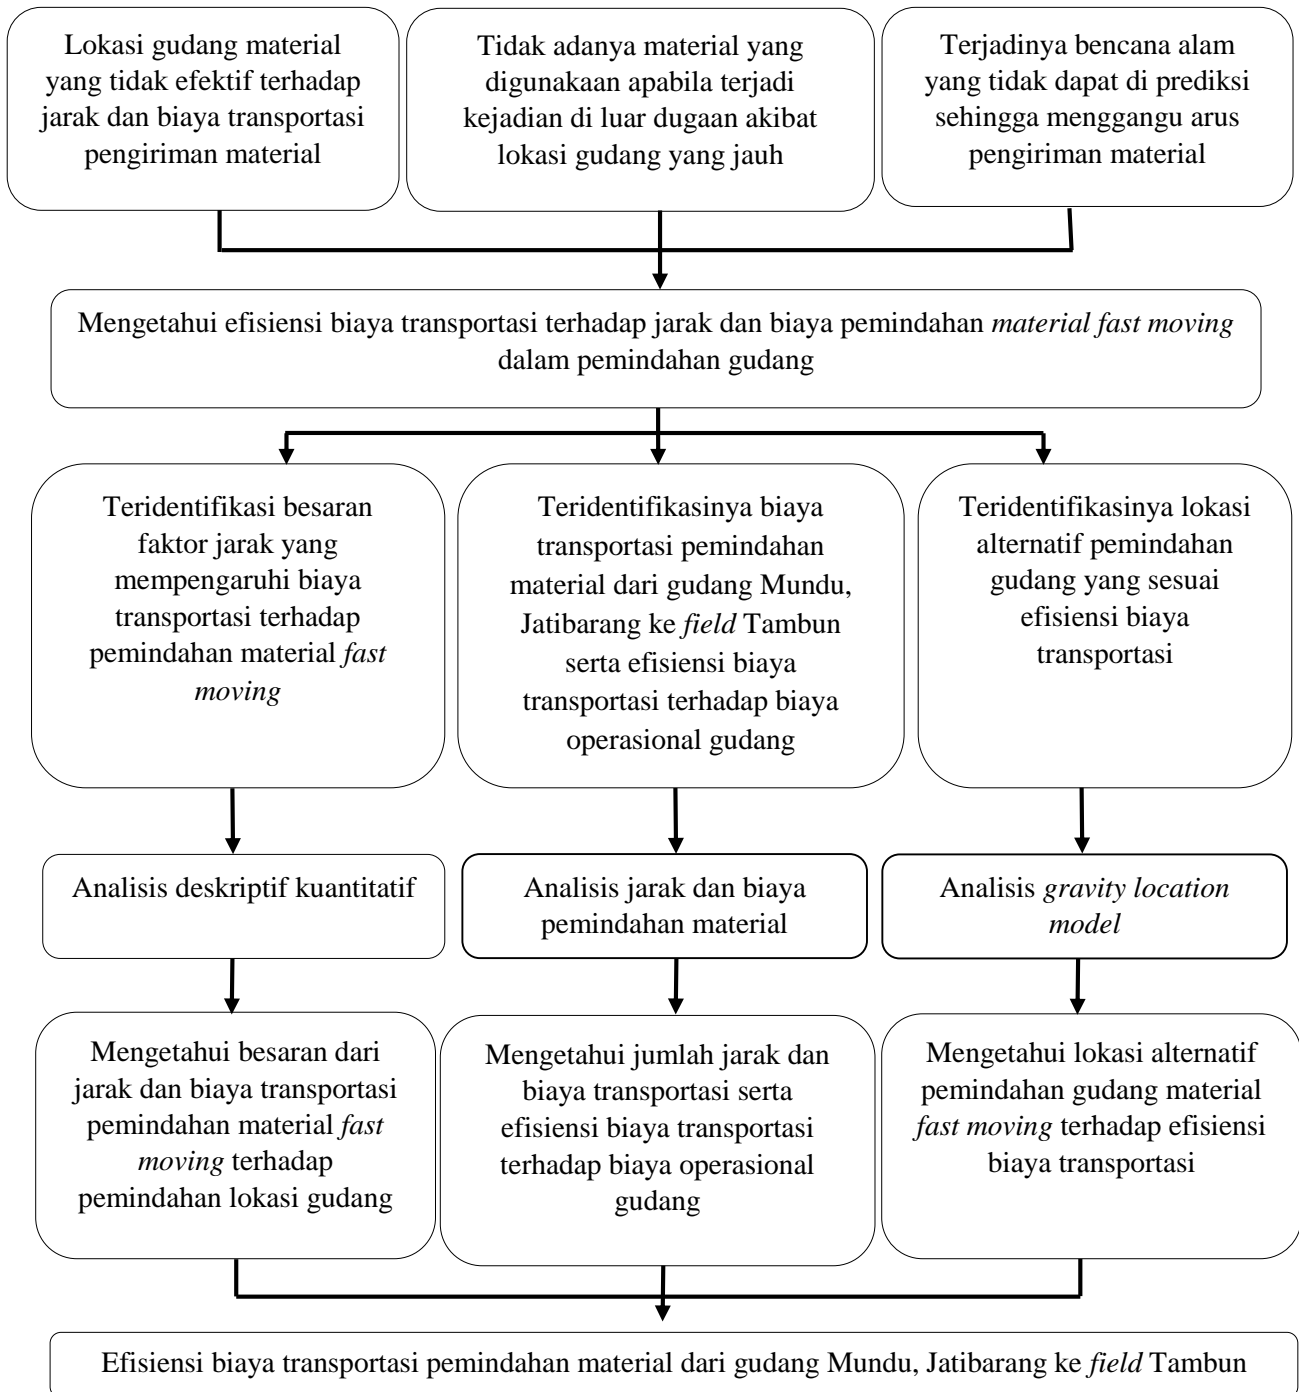 Lokasi gudang material
yang tidak efektif terhadap
jarak dan biaya transportasi
pengiriman material
Tidak adanya material yang
digunakaan apabila terjadi
kejadian di luar dugaan akibat
lokasi gudang yang jauh
Terjadinya bencana alam
yang tidak dapat di prediksi
sehingga menggangu arus
pengiriman material
Mengetahui efisiensi biaya transportasi terhadap jarak dan biaya pemindahan material fast moving
dalam pemindahan gudang
Teridentifikasi besaran
faktor jarak yang
mempengaruhi biaya
transportasi terhadap
pemindahan material fast
moving
Teridentifikasinya biaya
transportasi pemindahan
material dari gudang Mundu,
Jatibarang ke field Tambun
serta efisiensi biaya
transportasi terhadap biaya
operasional gudang
Teridentifikasinya lokasi
alternatif pemindahan
gudang yang sesuai
efisiensi biaya
transportasi
Analisis deskriptif kuantitatif
Analisis jarak dan biaya
pemindahan material
Analisis gravity location
model
Mengetahui besaran dari
jarak dan biaya transportasi
pemindahan material fast
moving terhadap
pemindahan lokasi gudang
Mengetahui jumlah jarak dan
biaya transportasi serta
efisiensi biaya transportasi
terhadap biaya operasional
gudang
Mengetahui lokasi alternatif
pemindahan gudang material
fast moving terhadap efisiensi
biaya transportasi
Efisiensi biaya transportasi pemindahan material dari gudang Mundu, Jatibarang ke field Tambun